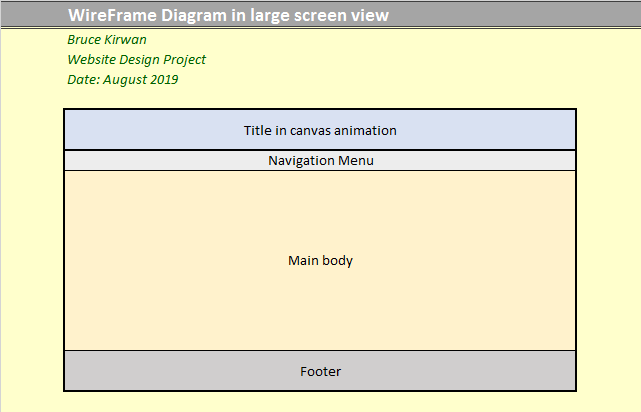 WireFrame Diagram in large screen view
Bruce Kirwan
Website Design Project
Date: August 2019
Title in canvas animation
Navigation Menu
Main body
Footer